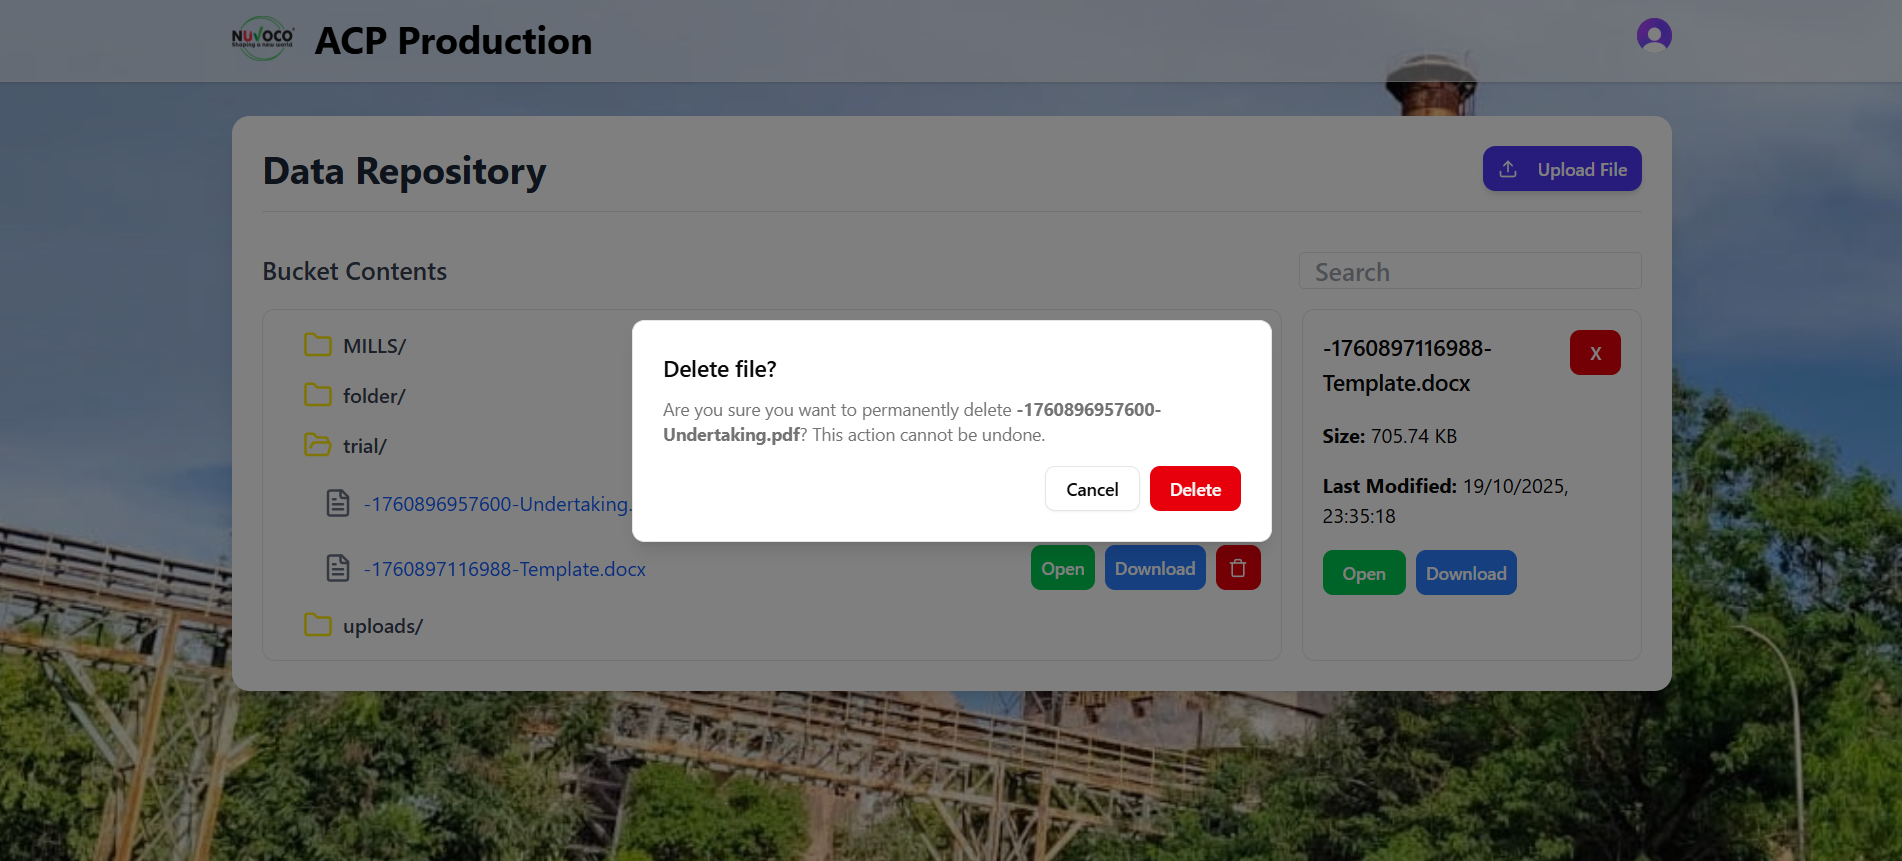 NUVOCO
Shaping a new world
ACP Production
Data Repository
Upload File
Bucket Contents
Search
MILLS/
folder/
trial/
-1760896957600-Undertaking.
-1760897116988-Template.docx
Open
Download
uploads/
Delete file?
Are you sure you want to permanently delete -1760896957600-
Undertaking.pdf? This action cannot be undone.
Cancel
Delete
-1760897116988-
Template.docx
X
Size: 705.74 KB
Last Modified: 19/10/2025,
23:35:18
Open
Download